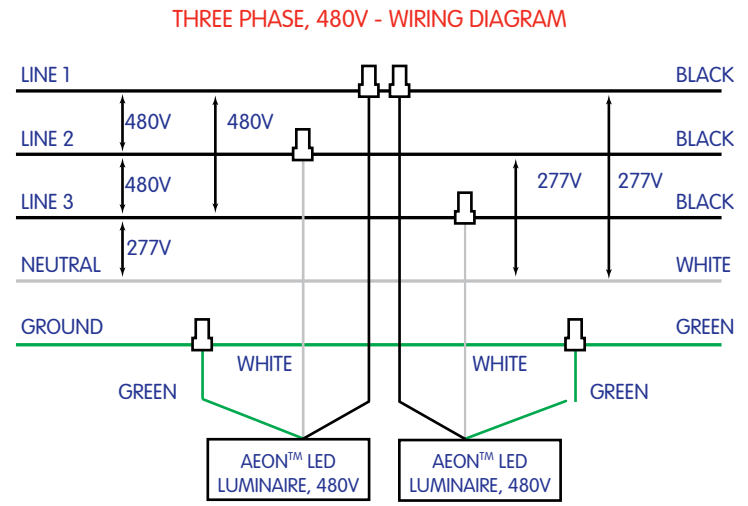 THREE PHASE, 480V - WIRING DIAGRAM
LINE 1
BLACK
480V
480V
LINE 2
BLACK
480V
277V
277V
LINE 3
BLACK
277V
NEUTRAL
WHITE
GROUND
GREEN
WHITE
WHITE
GREEN
GREEN
AEON™ LED
LUMINAIRE, 480V
AEON™ LED
LUMINAIRE, 480V